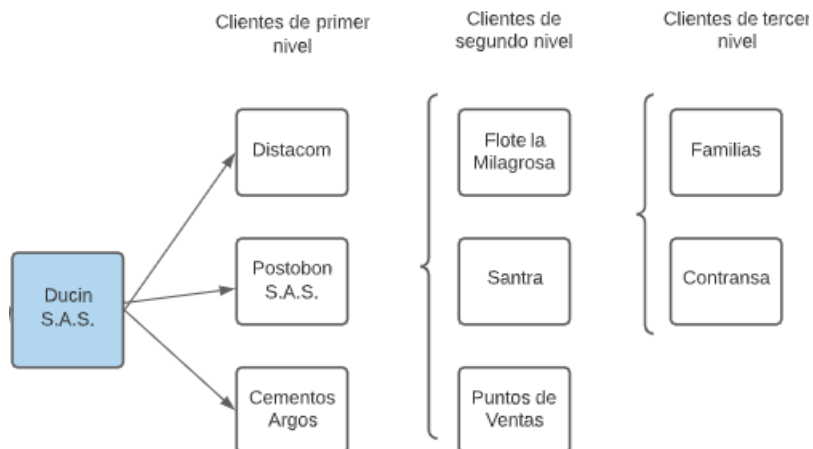 Clientes de primer
nivel
Clientes de
segundo nivel
Clientes de tercer
nivel
Distacom
Flote la
Milagrosa
Familias
Ducin
S.A.S.
Postobon
S.A.S.
Santra
Contransa
Cementos
Argos
Puntos de
Ventas